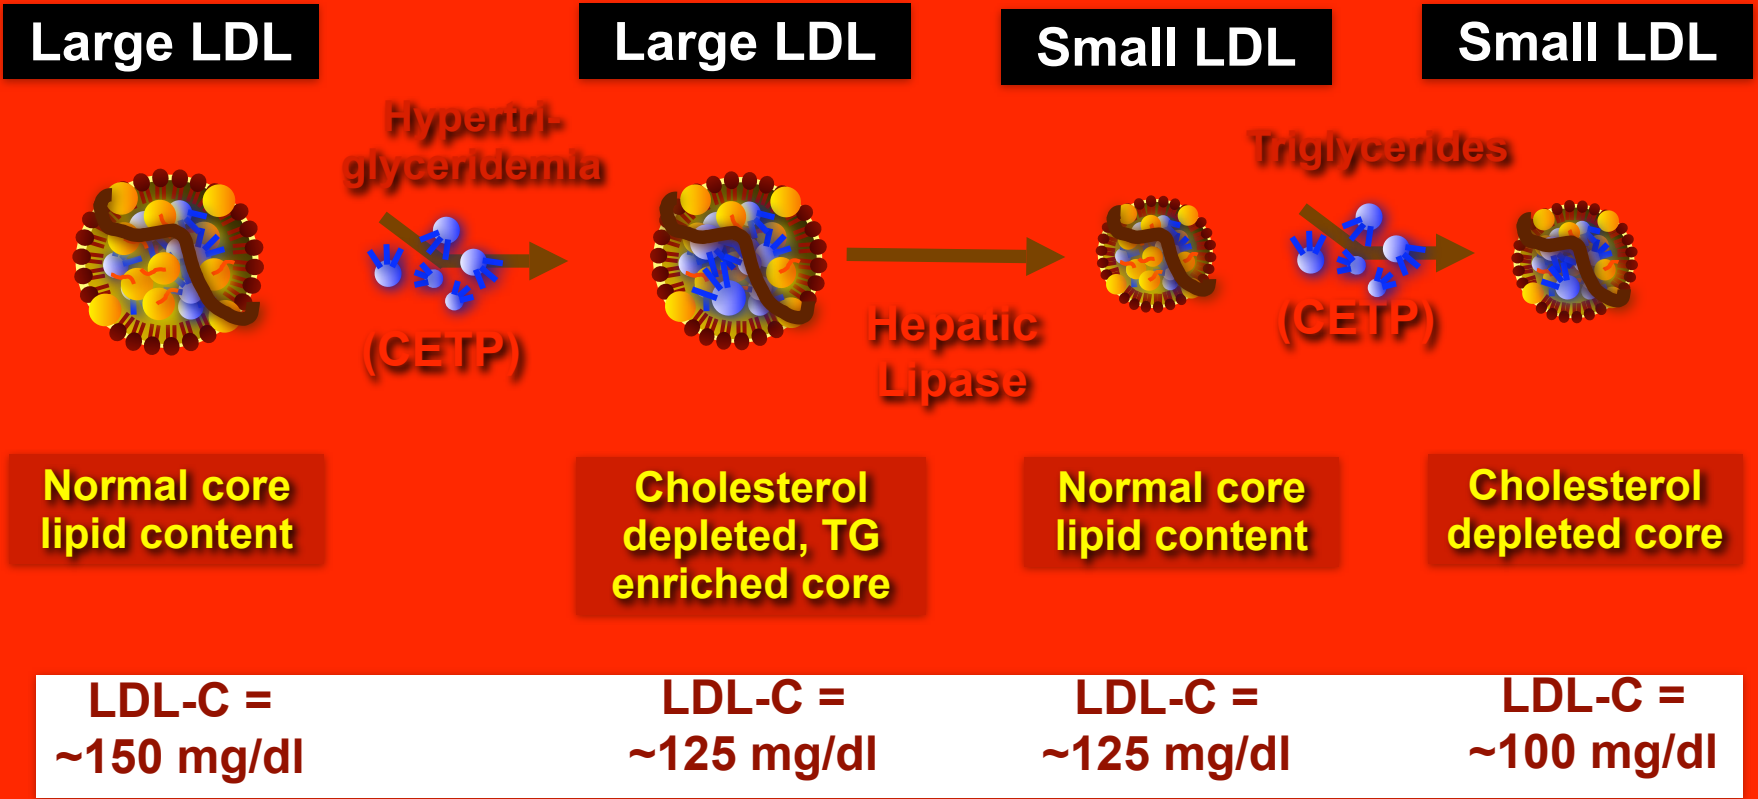 Large LDL
Large LDL
Small LDL
Small LDL
Hypertri-
glyceridemia
(CETP)
Hepatic
Lipase
Triglycerides
(CETP)
Normal core
lipid content
Cholesterol
depleted, TG
enriched core
Normal core
lipid content
Cholesterol
depleted core
LDL-C =
~150 mg/dl
LDL-C =
~125 mg/dl
LDL-C =
~125 mg/dl
LDL-C =
~100 mg/dl